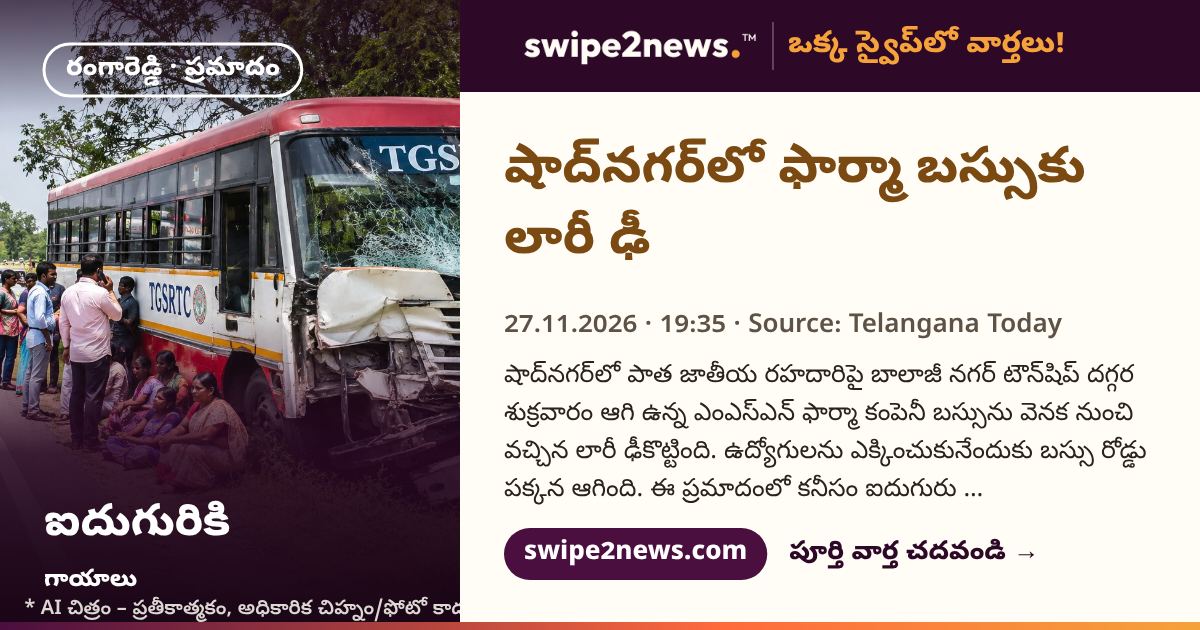 రంగారెడ్డి · ప్రమాదం
TGS
TGSRTC
ఐదుగురికి
గాయాలు
* AI చిత్రం – ప్రతీకాత్మకం, అధికారిక చిహ్నం/ఫోటో కాద
swipe2news.™
ఒక్క స్వైప్‌లో వార్తలు!
షాద్‌నగర్‌లో ఫార్మా బస్సుకు
లారీ ఢీ
27.11.2026 · 19:35 · Source: Telangana Today
షాద్‌నగర్‌లో పాత జాతీయ రహదారిపై బాలాజీ నగర్ టౌన్‌షిప్ దగ్గర
శుక్రవారం ఆగి ఉన్న ఎంఎస్ఎన్ ఫార్మా కంపెనీ బస్సును వెనక నుంచి
వచ్చిన లారీ ఢీకొట్టింది. ఉద్యోగులను ఎక్కించుకునేందుకు బస్సు రోడ్డు
పక్కన ఆగింది. ఈ ప్రమాదంలో కనీసం ఐదుగురు ...
swipe2news.com
పూర్తి వార్త చదవండి →